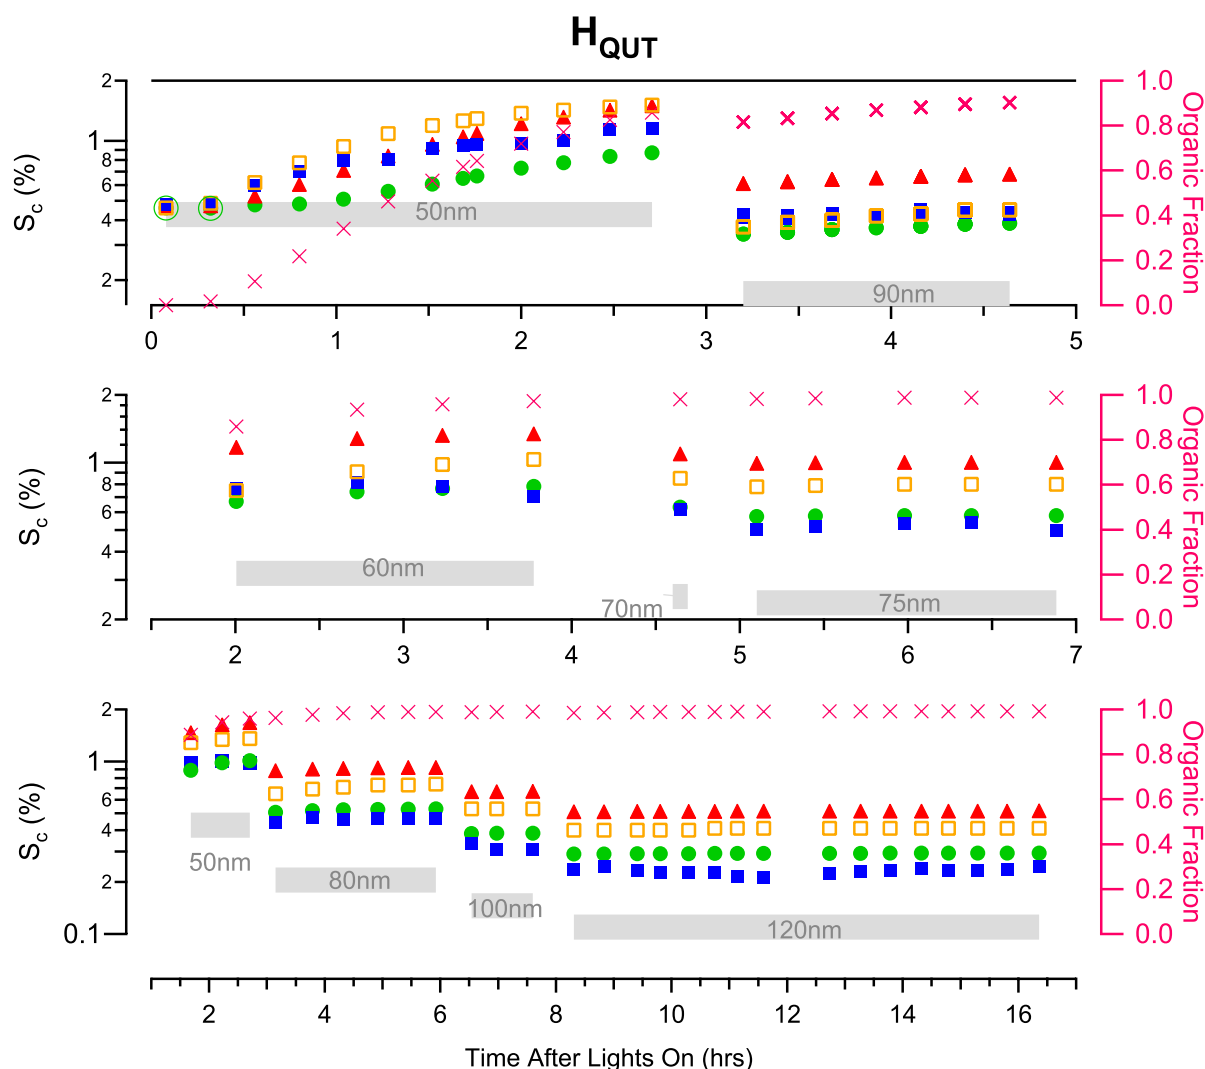 H_QUT
2
1
8
6
4
2
S_c (%)
50nm
90nm
1.0
0.8
0.6
0.4
0.2
0.0
Organic Fraction
0 1 2 3 4 5
2
1
8
6
4
2
S_c (%)
60nm
70nm
75nm
1.0
0.8
0.6
0.4
0.2
0.0
Organic Fraction
2 3 4 5 6 7
2
1
6
4
2
0.1
S_c (%)
50nm
80nm
100nm
120nm
1.0
0.8
0.6
0.4
0.2
0.0
Organic Fraction
2 4 6 8 10 12 14 16
Time After Lights On (hrs)